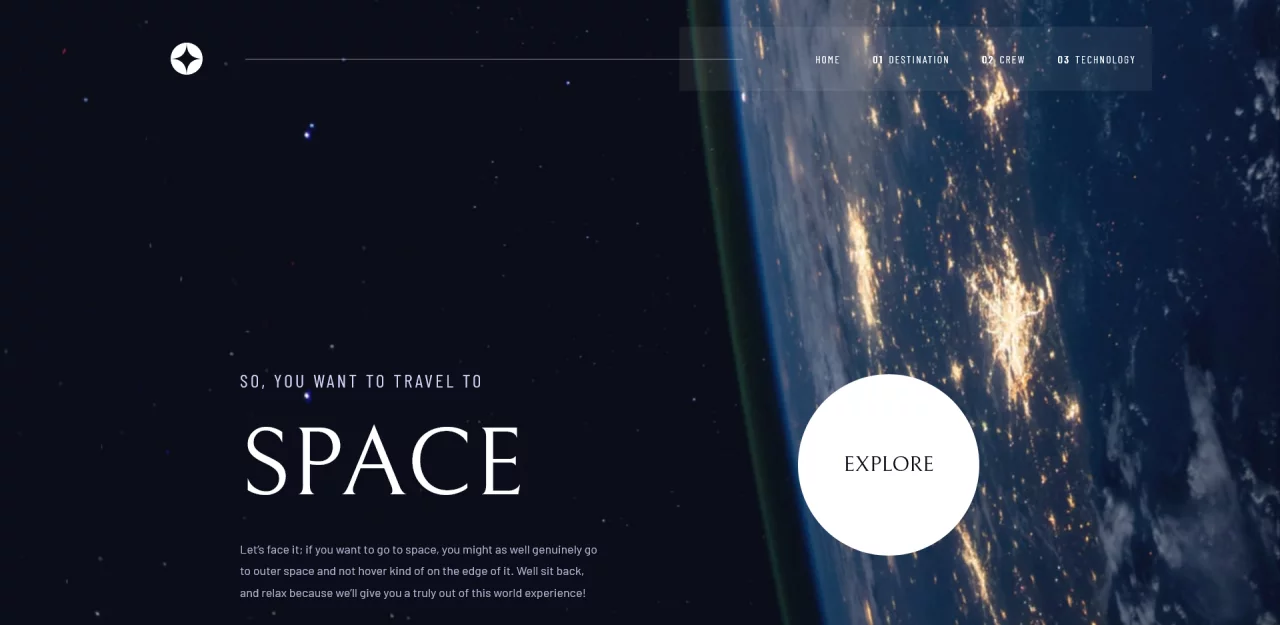 HOME 01 DESTINATION 02 CREW 03 TECHNOLOGY
SO, YOU WANT TO TRAVEL TO
SPACE
EXPLORE
Let's face it; if you want to go to space, you might as well genuinely go
to outer space and not hover kind of on the edge of it. Well sit back,
and relax because we'll give you a truly out of this world experience!